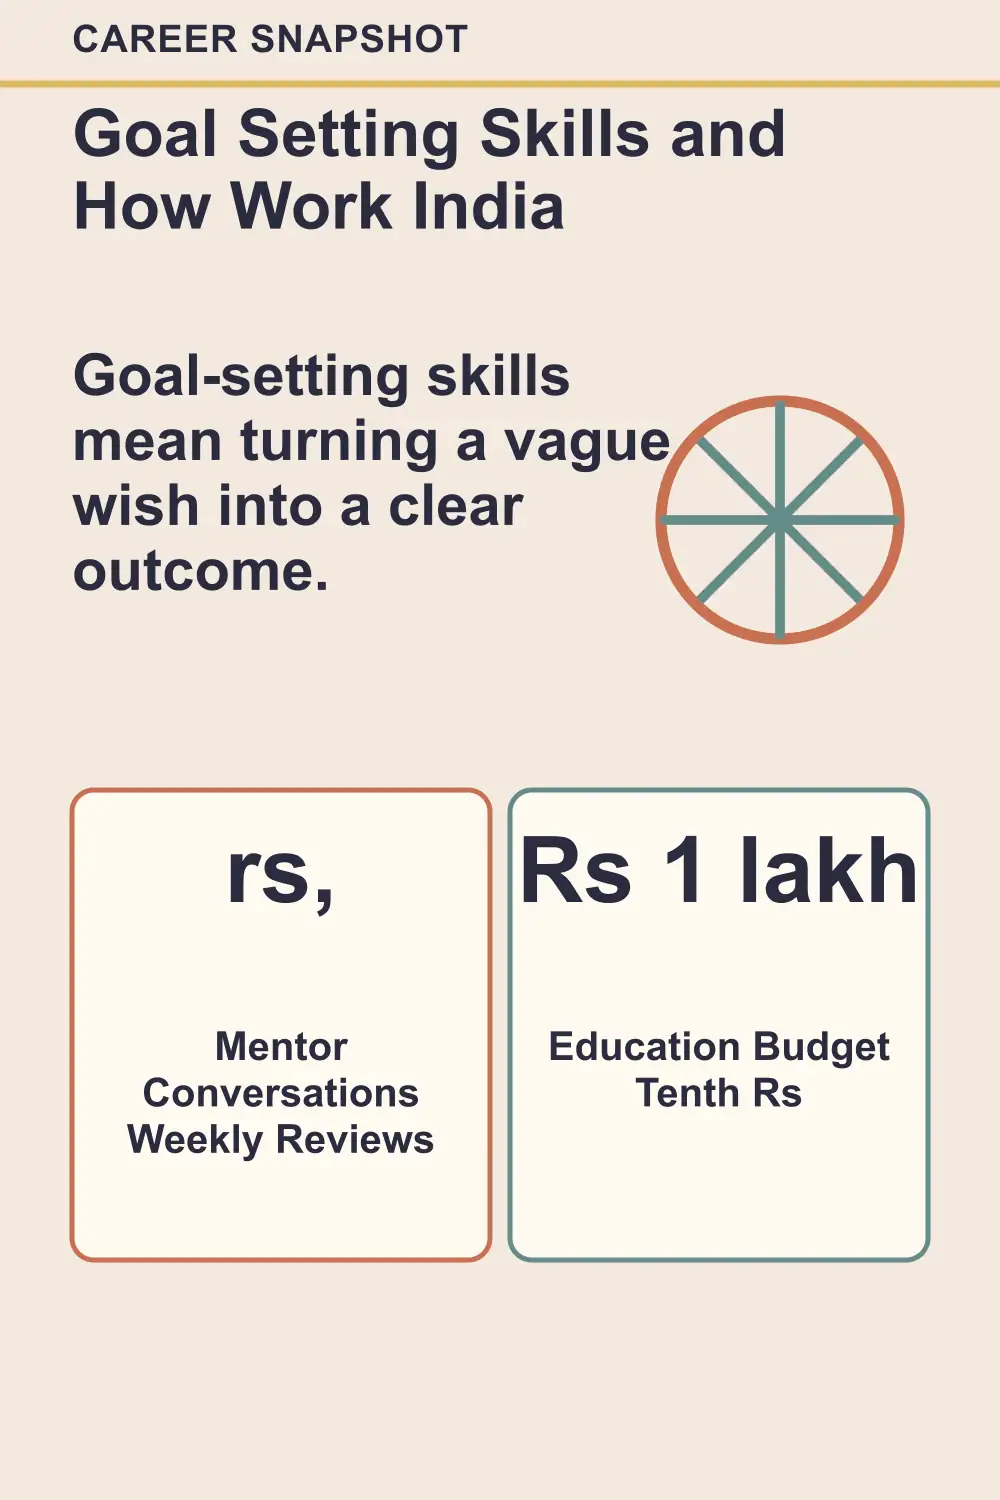 CAREER SNAPSHOT
Goal Setting Skills and
How Work India
Goal-setting skills
mean turning a vague
wish into a clear
outcome.
rs,
Mentor
Conversations
Weekly Reviews
Rs 1 lakh
Education Budget
Tenth Rs